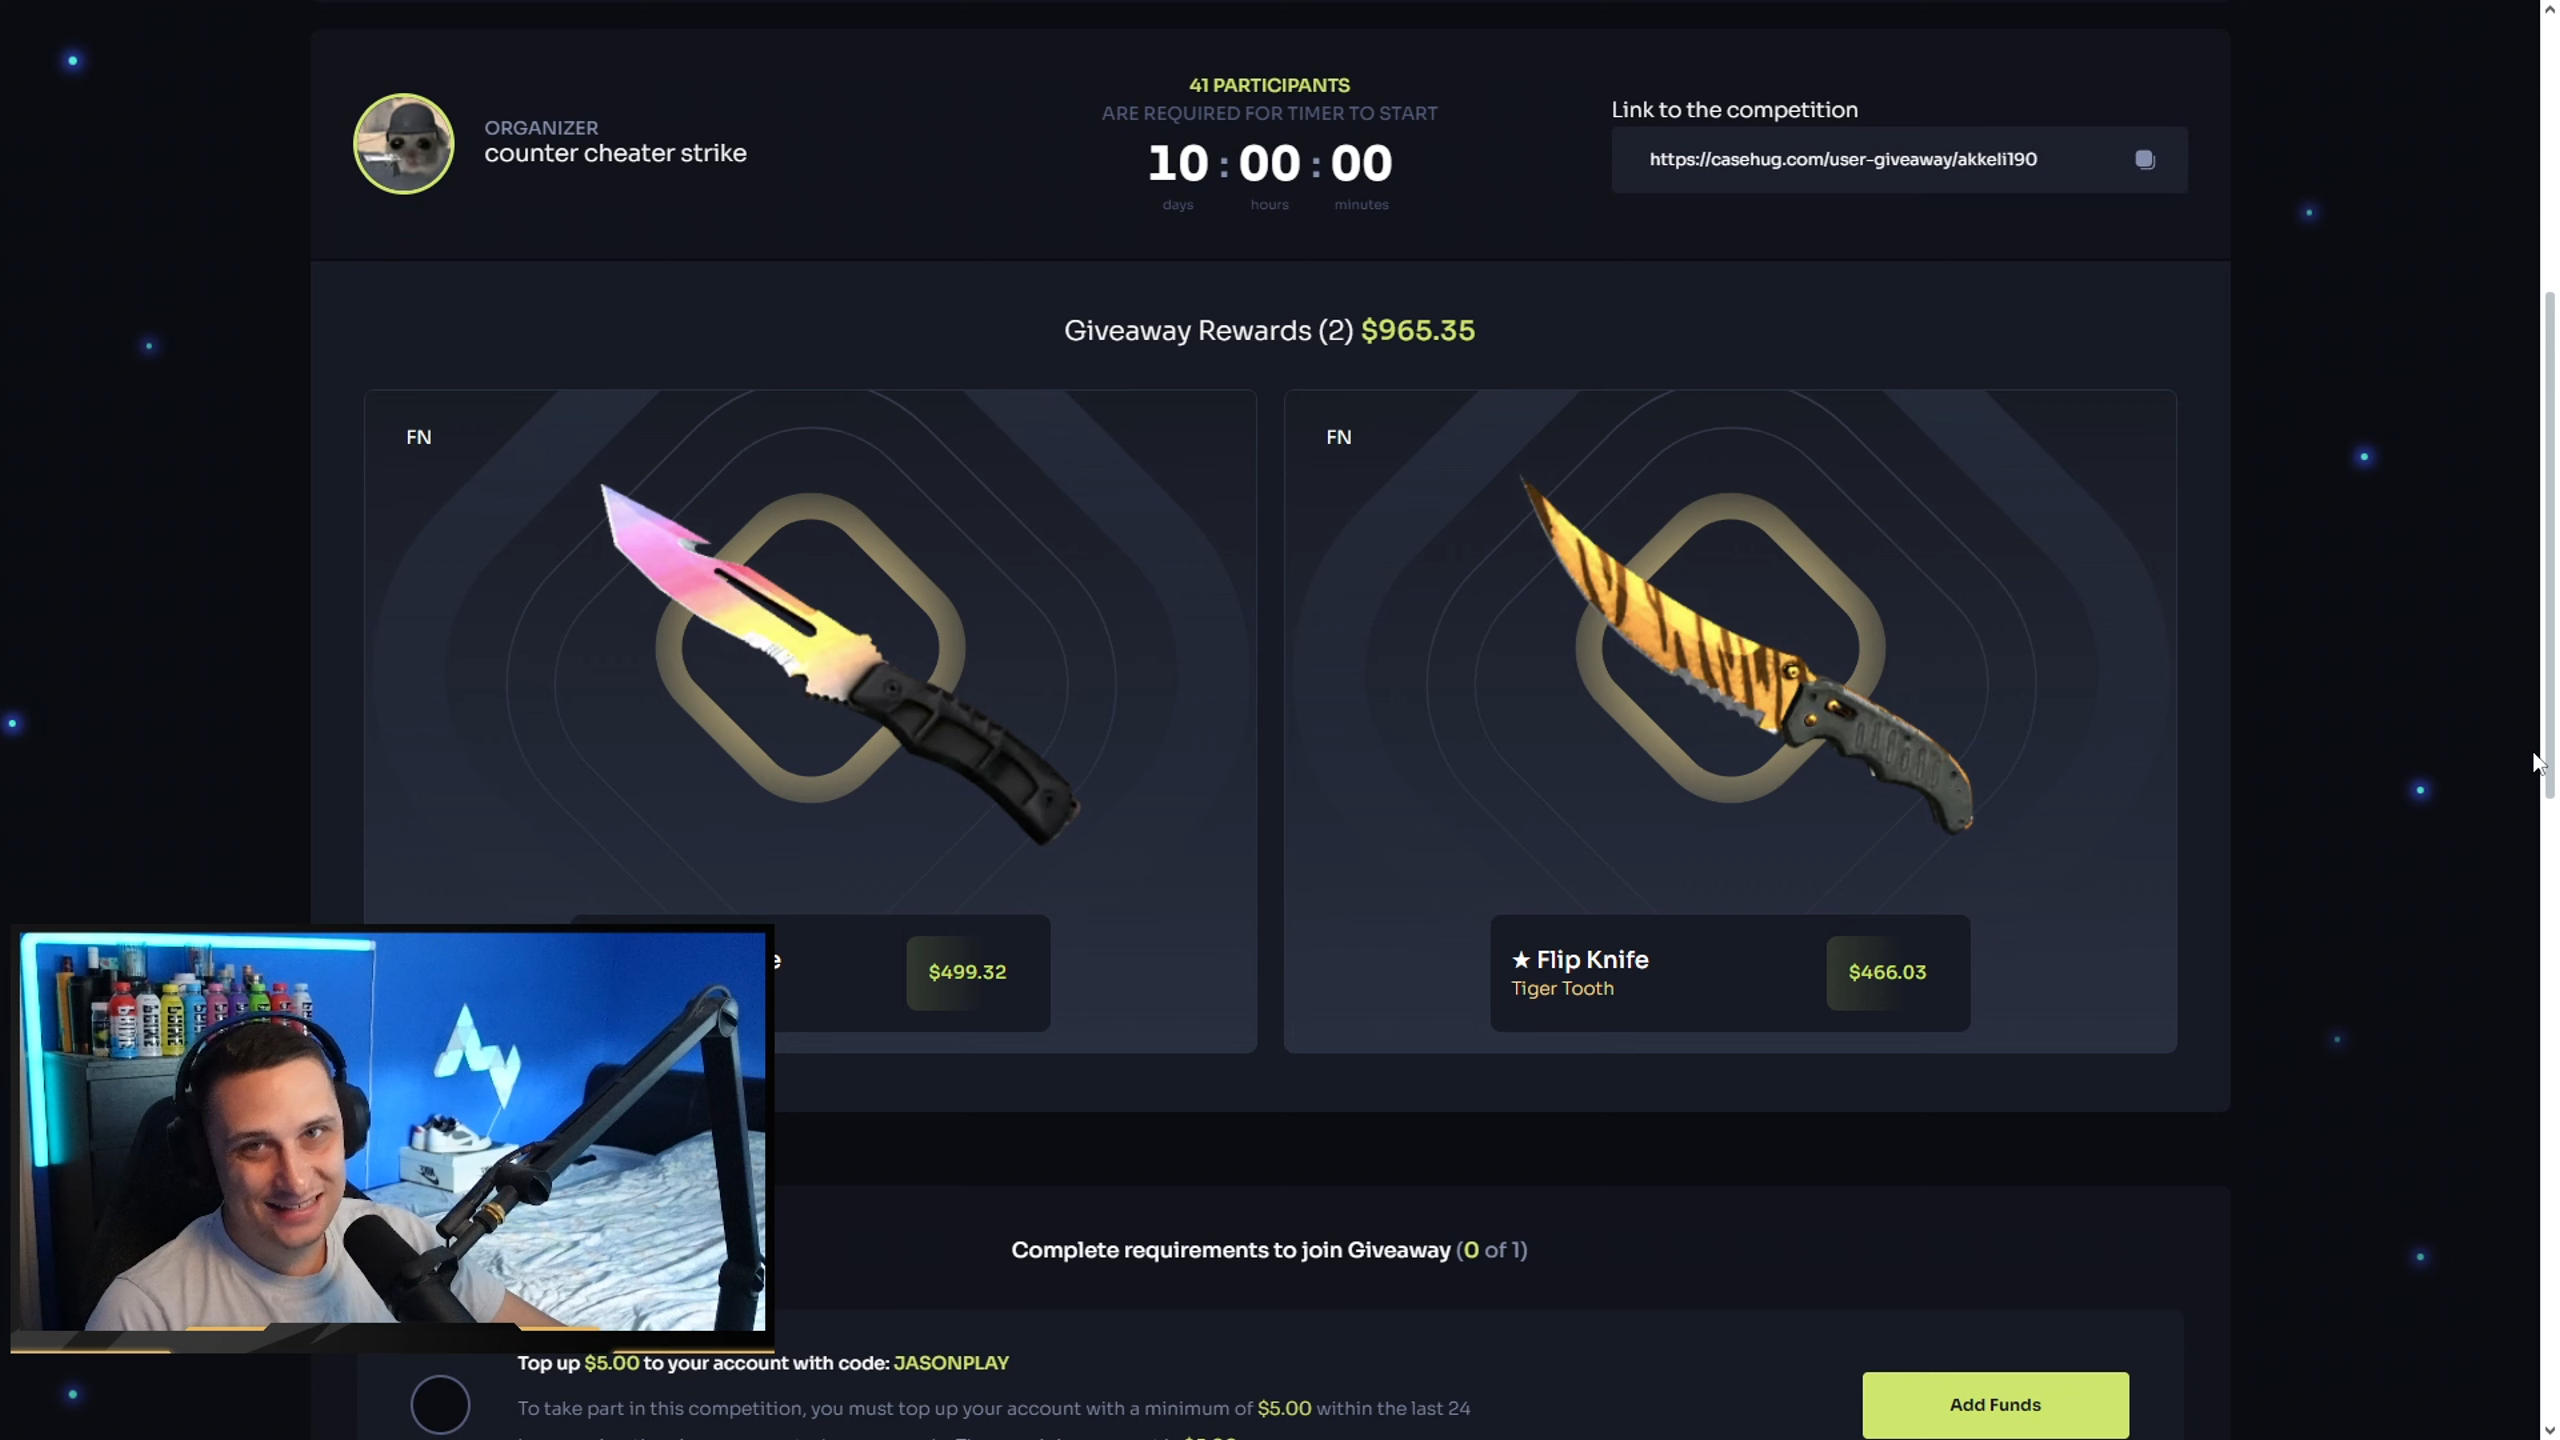 41 PARTICIPANTS
ARE REQUIRED FOR TIMER TO START
ORGANIZER
counter cheater strike
10 : 00 : 00
days hours minutes
Link to the competition
https://casehug.com/user-giveaway/akkeli190
Giveaway Rewards (2) $965.35
FN
FN
e
$499.32
★ Flip Knife
Tiger Tooth
$466.03
Complete requirements to join Giveaway (0 of 1)
Top up $5.00 to your account with code: JASONPLAY
To take part in this competition, you must top up your account with a minimum of $5.00 within the last 24
Add Funds